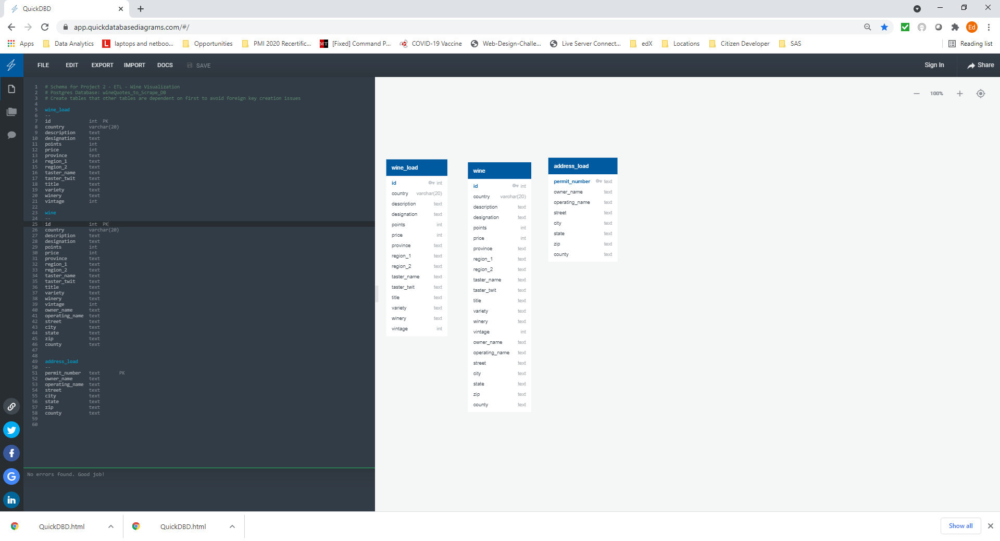 QuickDBD
app.quickdatabasediagrams.com/#/
Ed
Apps Data Analytics L laptops and netboo... Opportunities PMI 2020 Recertific... MT [Fixed] Command P... COVID-19 Vaccine Web-Design-Challe... Live Server Connect... edX Locations Citizen Developer SAS Reading list
FILE EDIT EXPORT IMPORT DOCS SAVE Sign In Share
1 # Schema for Project 2 - ETL - Wine Visualization
2 # Postgres Database: wineQuotes_to_Scrape_DB
3 # Create tables that other tables are dependent on first to avoid foreign key creation issues
4
5 wine_load
6 --
7 id int PK
8 country varchar(20)
9 description text
10 designation text
11 points int
12 price int
13 province text
14 region_1 text
15 region_2 text
16 taster_name text
17 taster_twit text
18 title text
19 variety text
20 winery text
21 vintage int
22
23 wine
24 --
25 id int PK
26 country varchar(20)
27 description text
28 designation text
29 points int
30 price int
31 province text
32 region_1 text
33 region_2 text
34 taster_name text
35 taster_twit text
36 title text
37 variety text
38 winery text
39 vintage int
40 owner_name text
41 operating_name text
42 street text
43 city text
44 state text
45 zip text
46 county text
47
48
49 address_load
50 --
51 permit_number text PK
52 owner_name text
53 operating_name text
54 street text
55 city text
56 state text
57 zip text
58 county text
59
60
No errors found. Good job!
100%
wine_load
id int
country varchar(20)
description text
designation text
points int
price int
province text
region_1 text
region_2 text
taster_name text
taster_twit text
title text
variety text
winery text
vintage int
wine
id int
country varchar(20)
description text
designation text
points int
price int
province text
region_1 text
region_2 text
taster_name text
taster_twit text
title text
variety text
winery text
vintage int
owner_name text
operating_name text
street text
city text
state text
zip text
county text
address_load
permit_number text
owner_name text
operating_name text
street text
city text
state text
zip text
county text
QuickDBD.html QuickDBD.html Show all